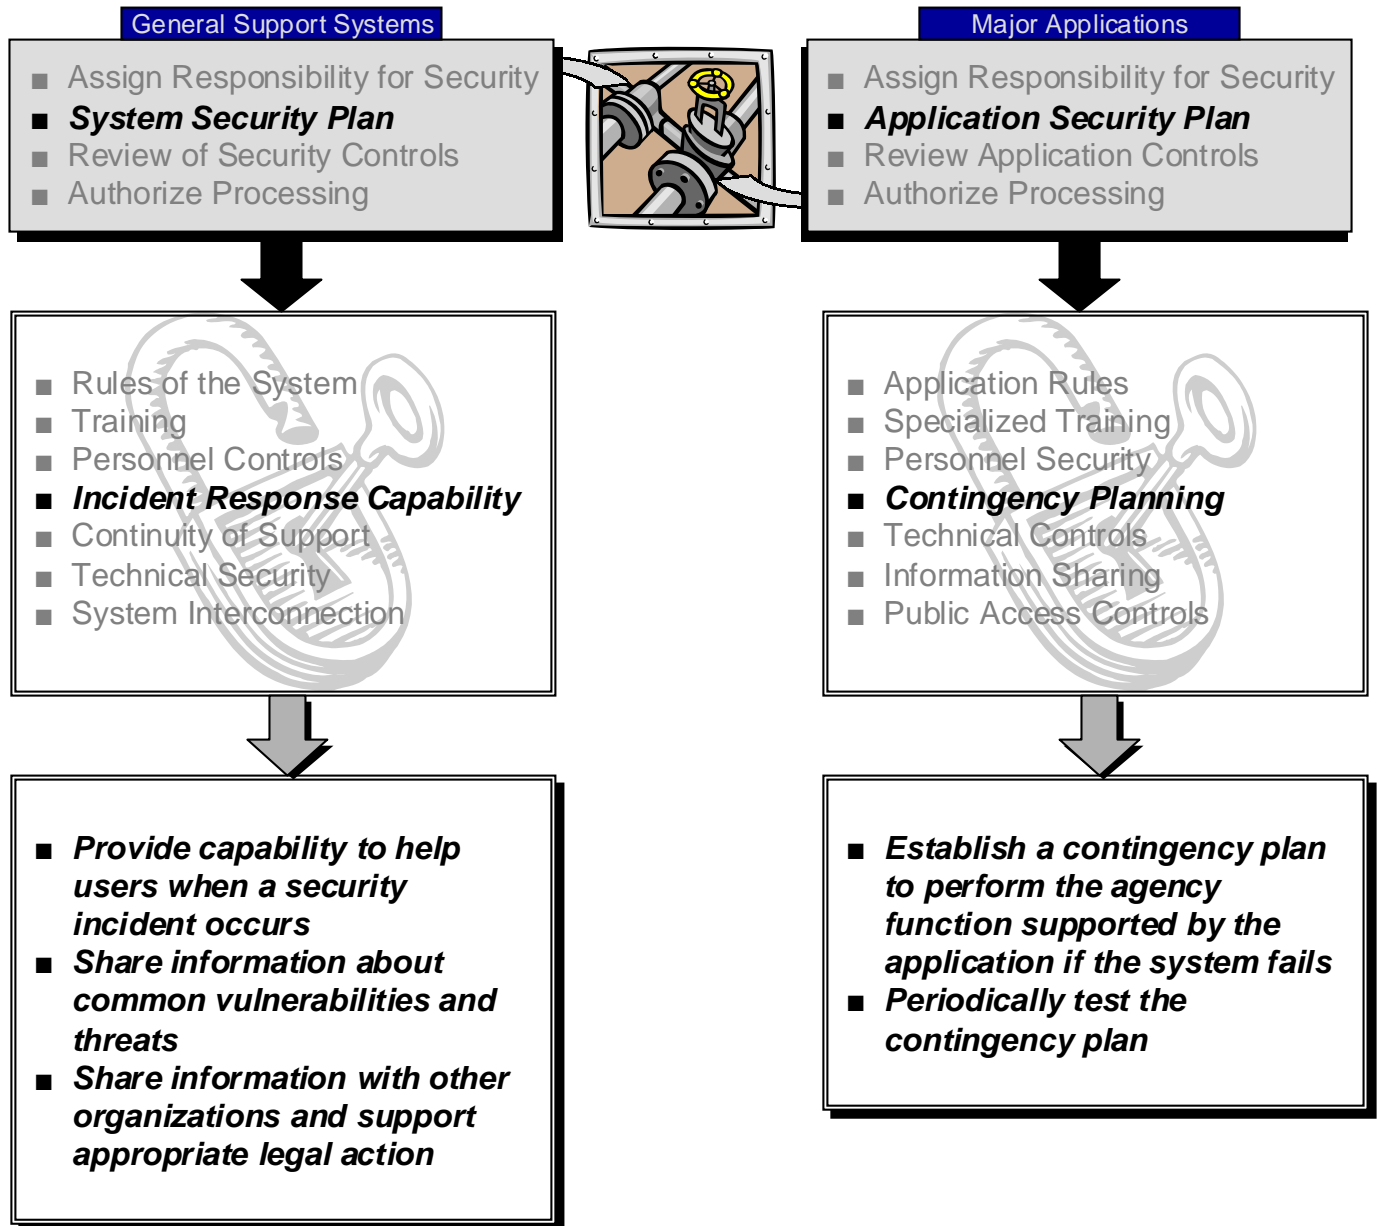 General Support Systems
■ Assign Responsibility for Security
■ System Security Plan
■ Review of Security Controls
■ Authorize Processing
■ Rules of the System
■ Training
■ Personnel Controls
■ Incident Response Capability
■ Continuity of Support
■ Technical Security
■ System Interconnection
■ Provide capability to help
users when a security
incident occurs
■ Share information about
common vulnerabilities and
threats
■ Share information with other
organizations and support
appropriate legal action
Major Applications
■ Assign Responsibility for Security
■ Application Security Plan
■ Review Application Controls
■ Authorize Processing
■ Application Rules
■ Specialized Training
■ Personnel Security
■ Contingency Planning
■ Technical Controls
■ Information Sharing
■ Public Access Controls
■ Establish a contingency plan
to perform the agency
function supported by the
application if the system fails
■ Periodically test the
contingency plan